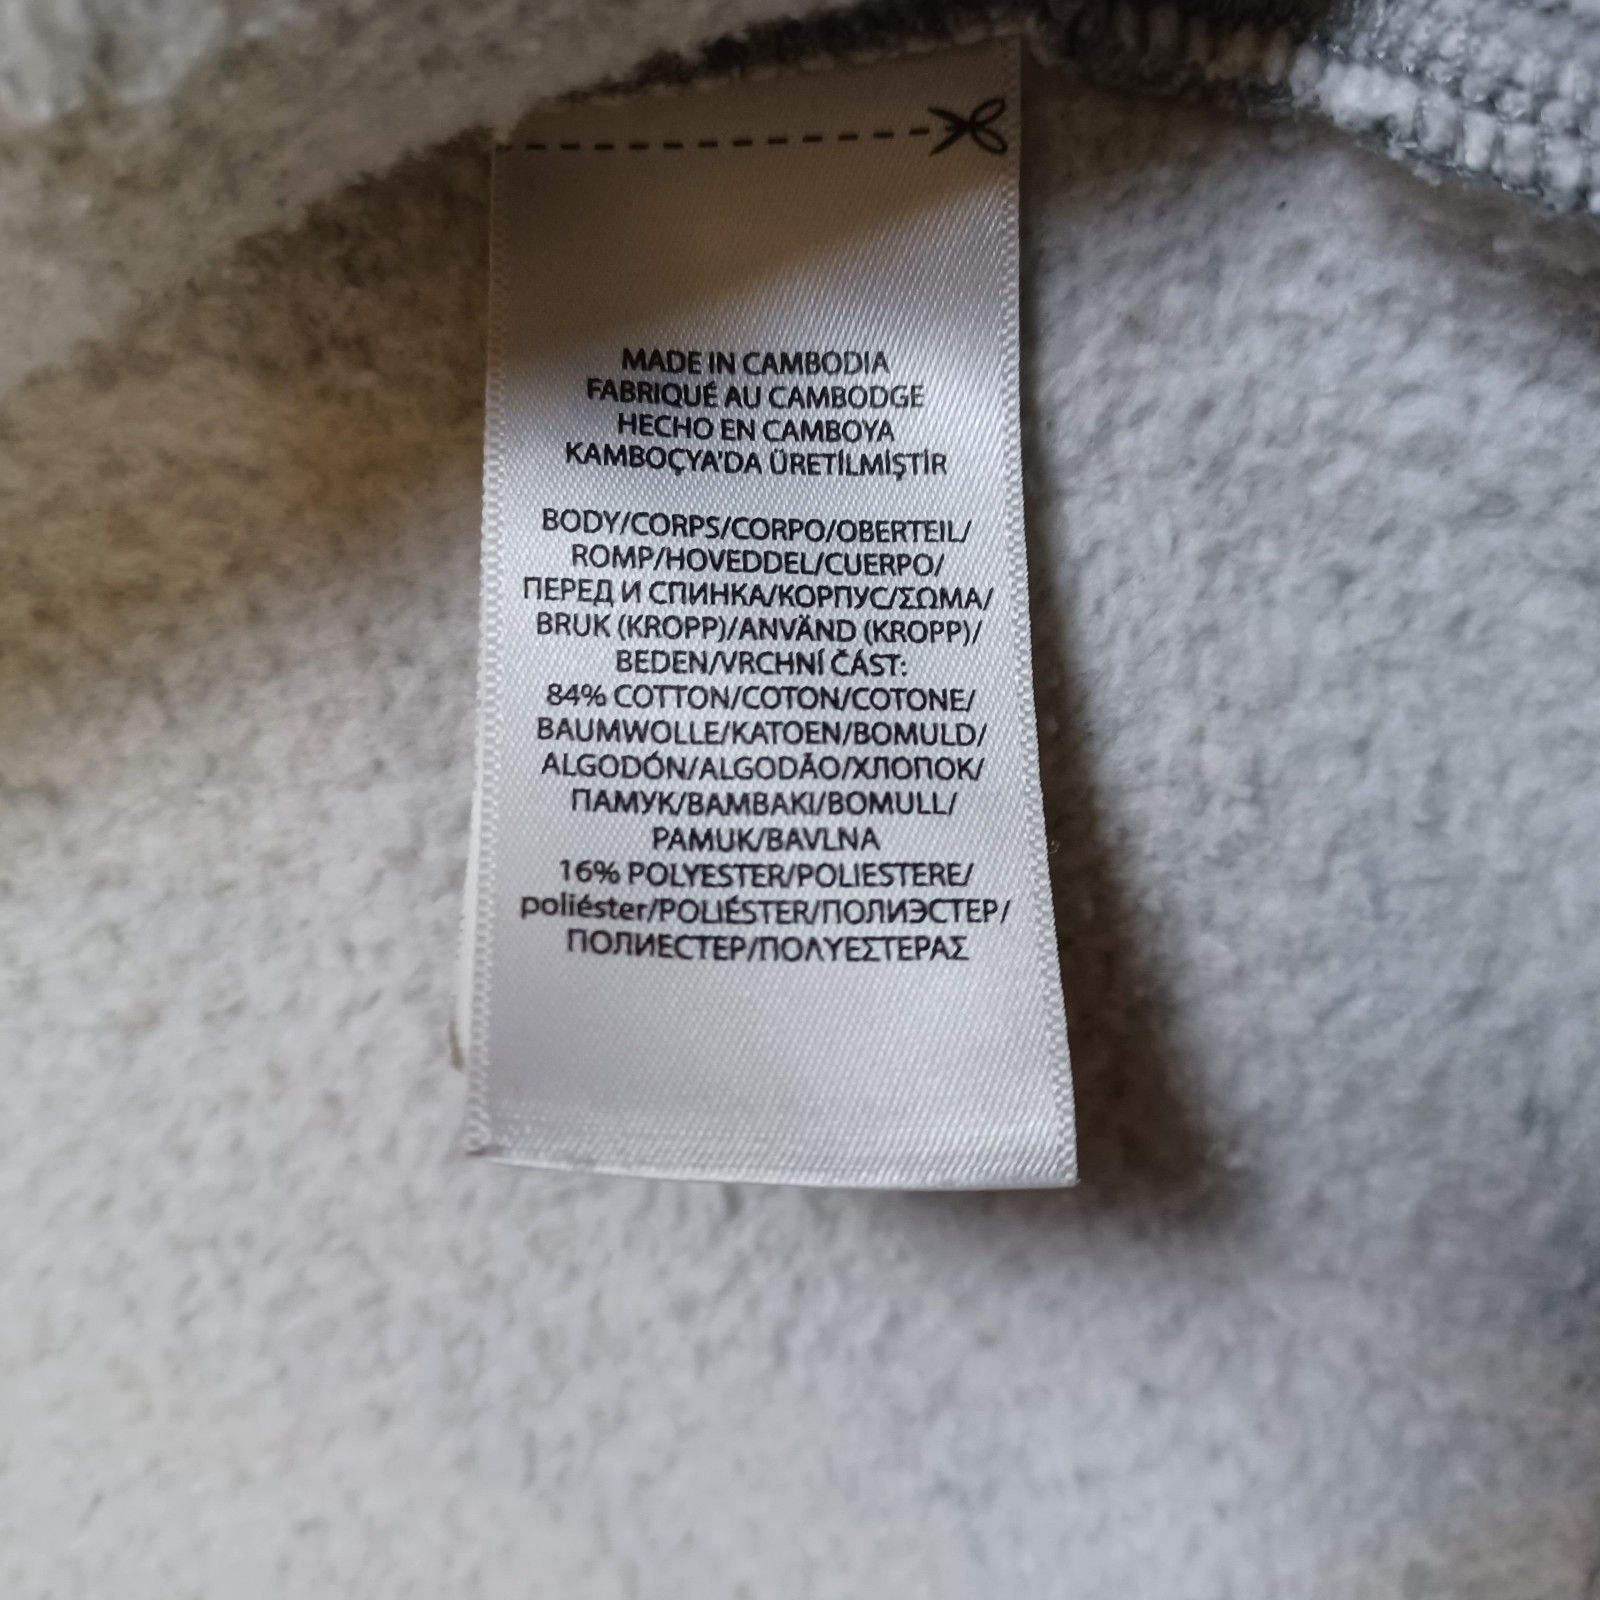 MADE IN CAMBODIA
FABRIQUÉ AU CAMBODGE
HECHO EN CAMBOYA
KAMBOÇYA'DA ÜRETİLMİŞTİR
BODY/CORPS/CORPO/OBERTEIL/
ROMP/HOVEDDEL/CUERPO/
ПЕРЕД И СПИНКА/КОРПУС/ΣΩΜΑ/
BRUK (KROPP)/ANVÄND (KROPP)/
BEDEN/VRCHNÍ ČÁST:
84% COTTON/COTON/COTONE/
BAUMWOLLE/KATOEN/BOMULD/
ALGODÓN/ALGODÃO/ХЛОПОК/
ПАМУК/ΒΑΜΒΑΚΙ/BOMULL/
PAMUK/BAVLNA
16% POLYESTER/POLIESTERE/
poliéster/POLIÉSTER/ПОЛИЭСТЕР/
ПОЛИЕСТЕР/ΠΟΛΥΕΣΤΕΡΑΣ